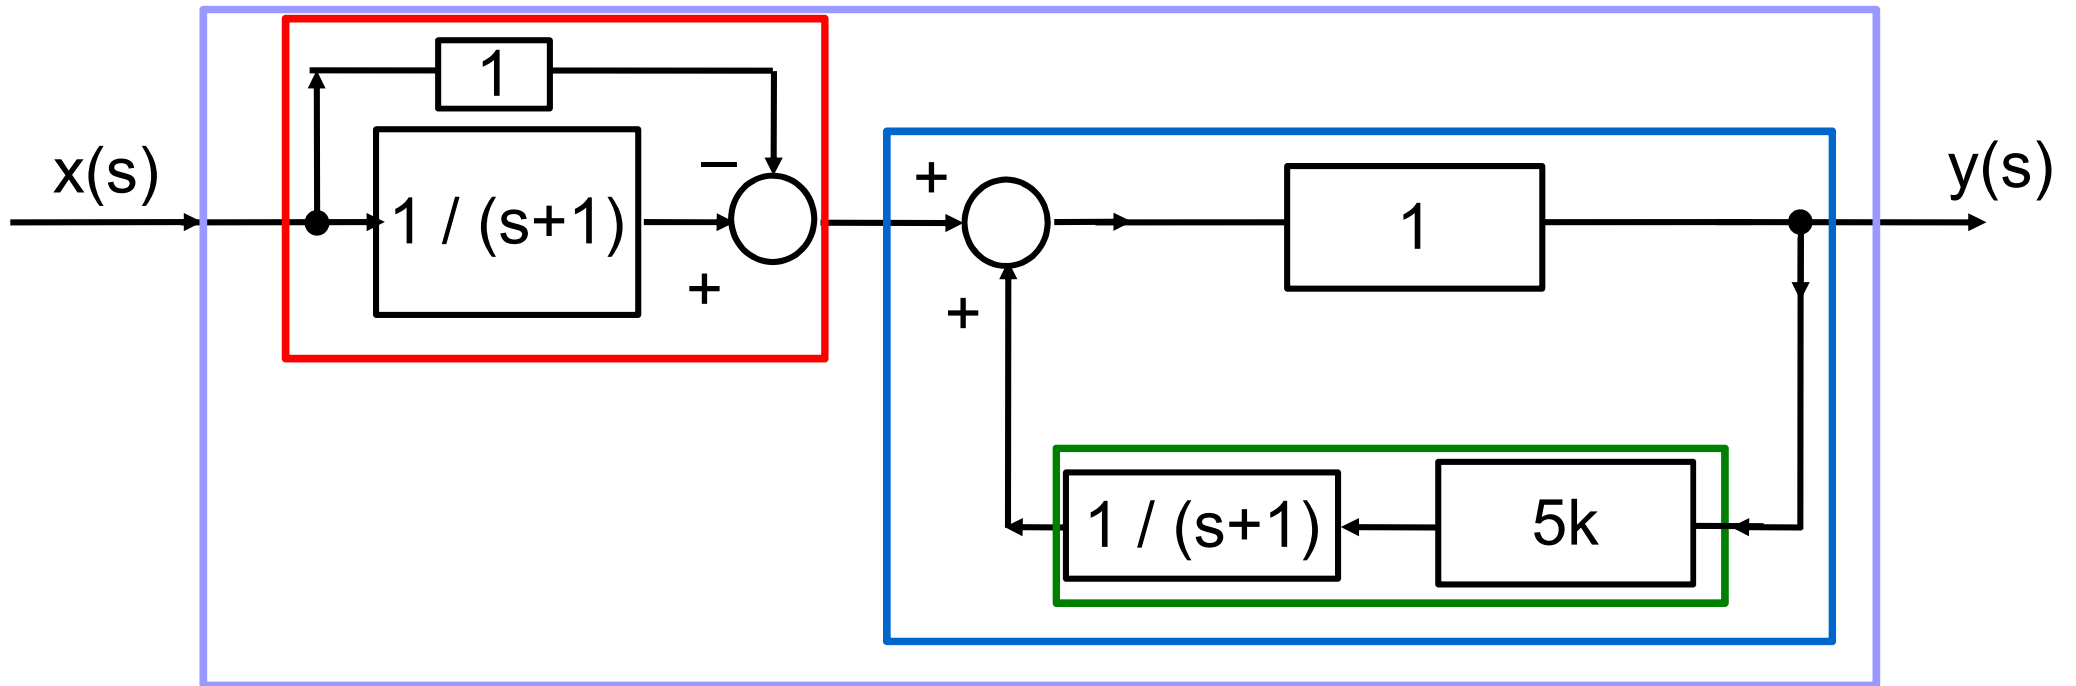 1
x(s)
1 / (s+1)
–
+
+
+
1
y(s)
1 / (s+1)
5k